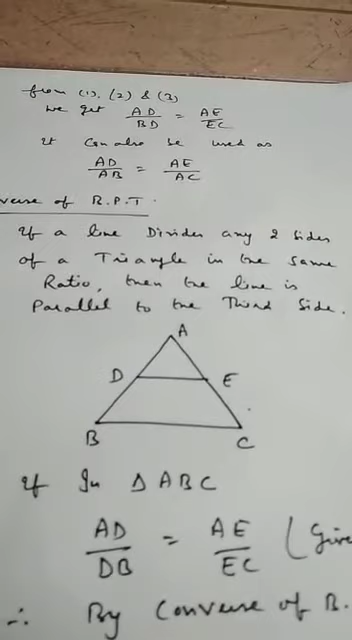 from (1), (2) & (3)
we get AD/BD = AE/EC
it can also be used as
AD/AB = AE/AC
verse of B.P.T.
If a line Divides any 2 sides
of a Triangle in the same
Ratio, then the line is
Parallel to the Third Side.
A
D E
B C
If In Δ ABC
AD/DB = AE/EC (Give
∴ By Converse of B.